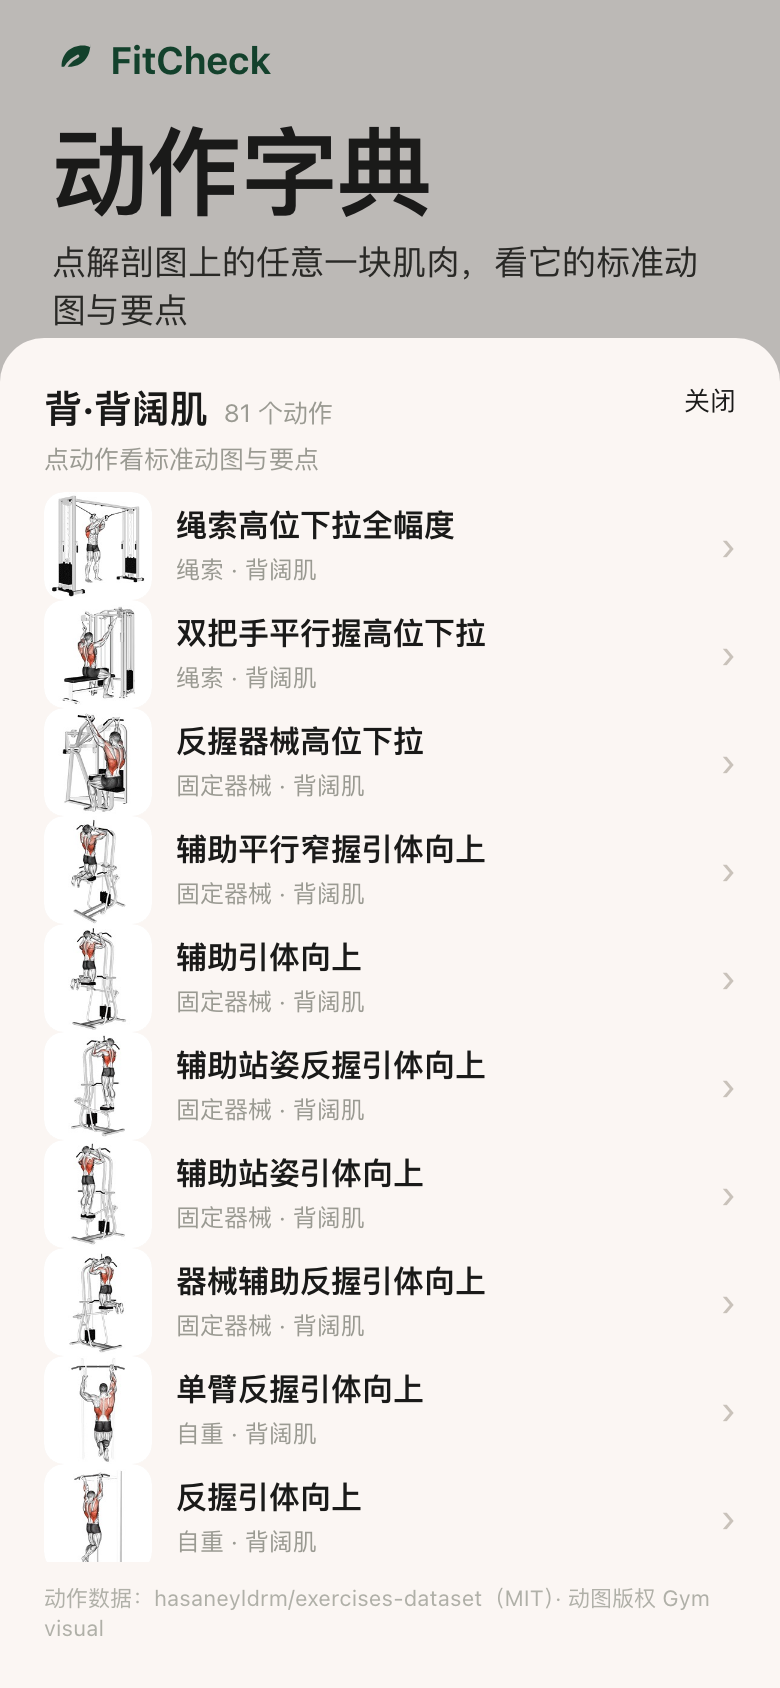 FitCheck
动作字典
点解剖图上的任意一块肌肉，看它的标准动
图与要点
背·背阔肌 81 个动作
关闭
点动作看标准动图与要点
绳索高位下拉全幅度
绳索 · 背阔肌
双把手平行握高位下拉
绳索 · 背阔肌
反握器械高位下拉
固定器械 · 背阔肌
辅助平行窄握引体向上
固定器械 · 背阔肌
辅助引体向上
固定器械 · 背阔肌
辅助站姿反握引体向上
固定器械 · 背阔肌
辅助站姿引体向上
固定器械 · 背阔肌
器械辅助反握引体向上
固定器械 · 背阔肌
单臂反握引体向上
自重 · 背阔肌
反握引体向上
自重 · 背阔肌
动作数据：hasaneyldrm/exercises-dataset（MIT）· 动图版权 Gym
visual